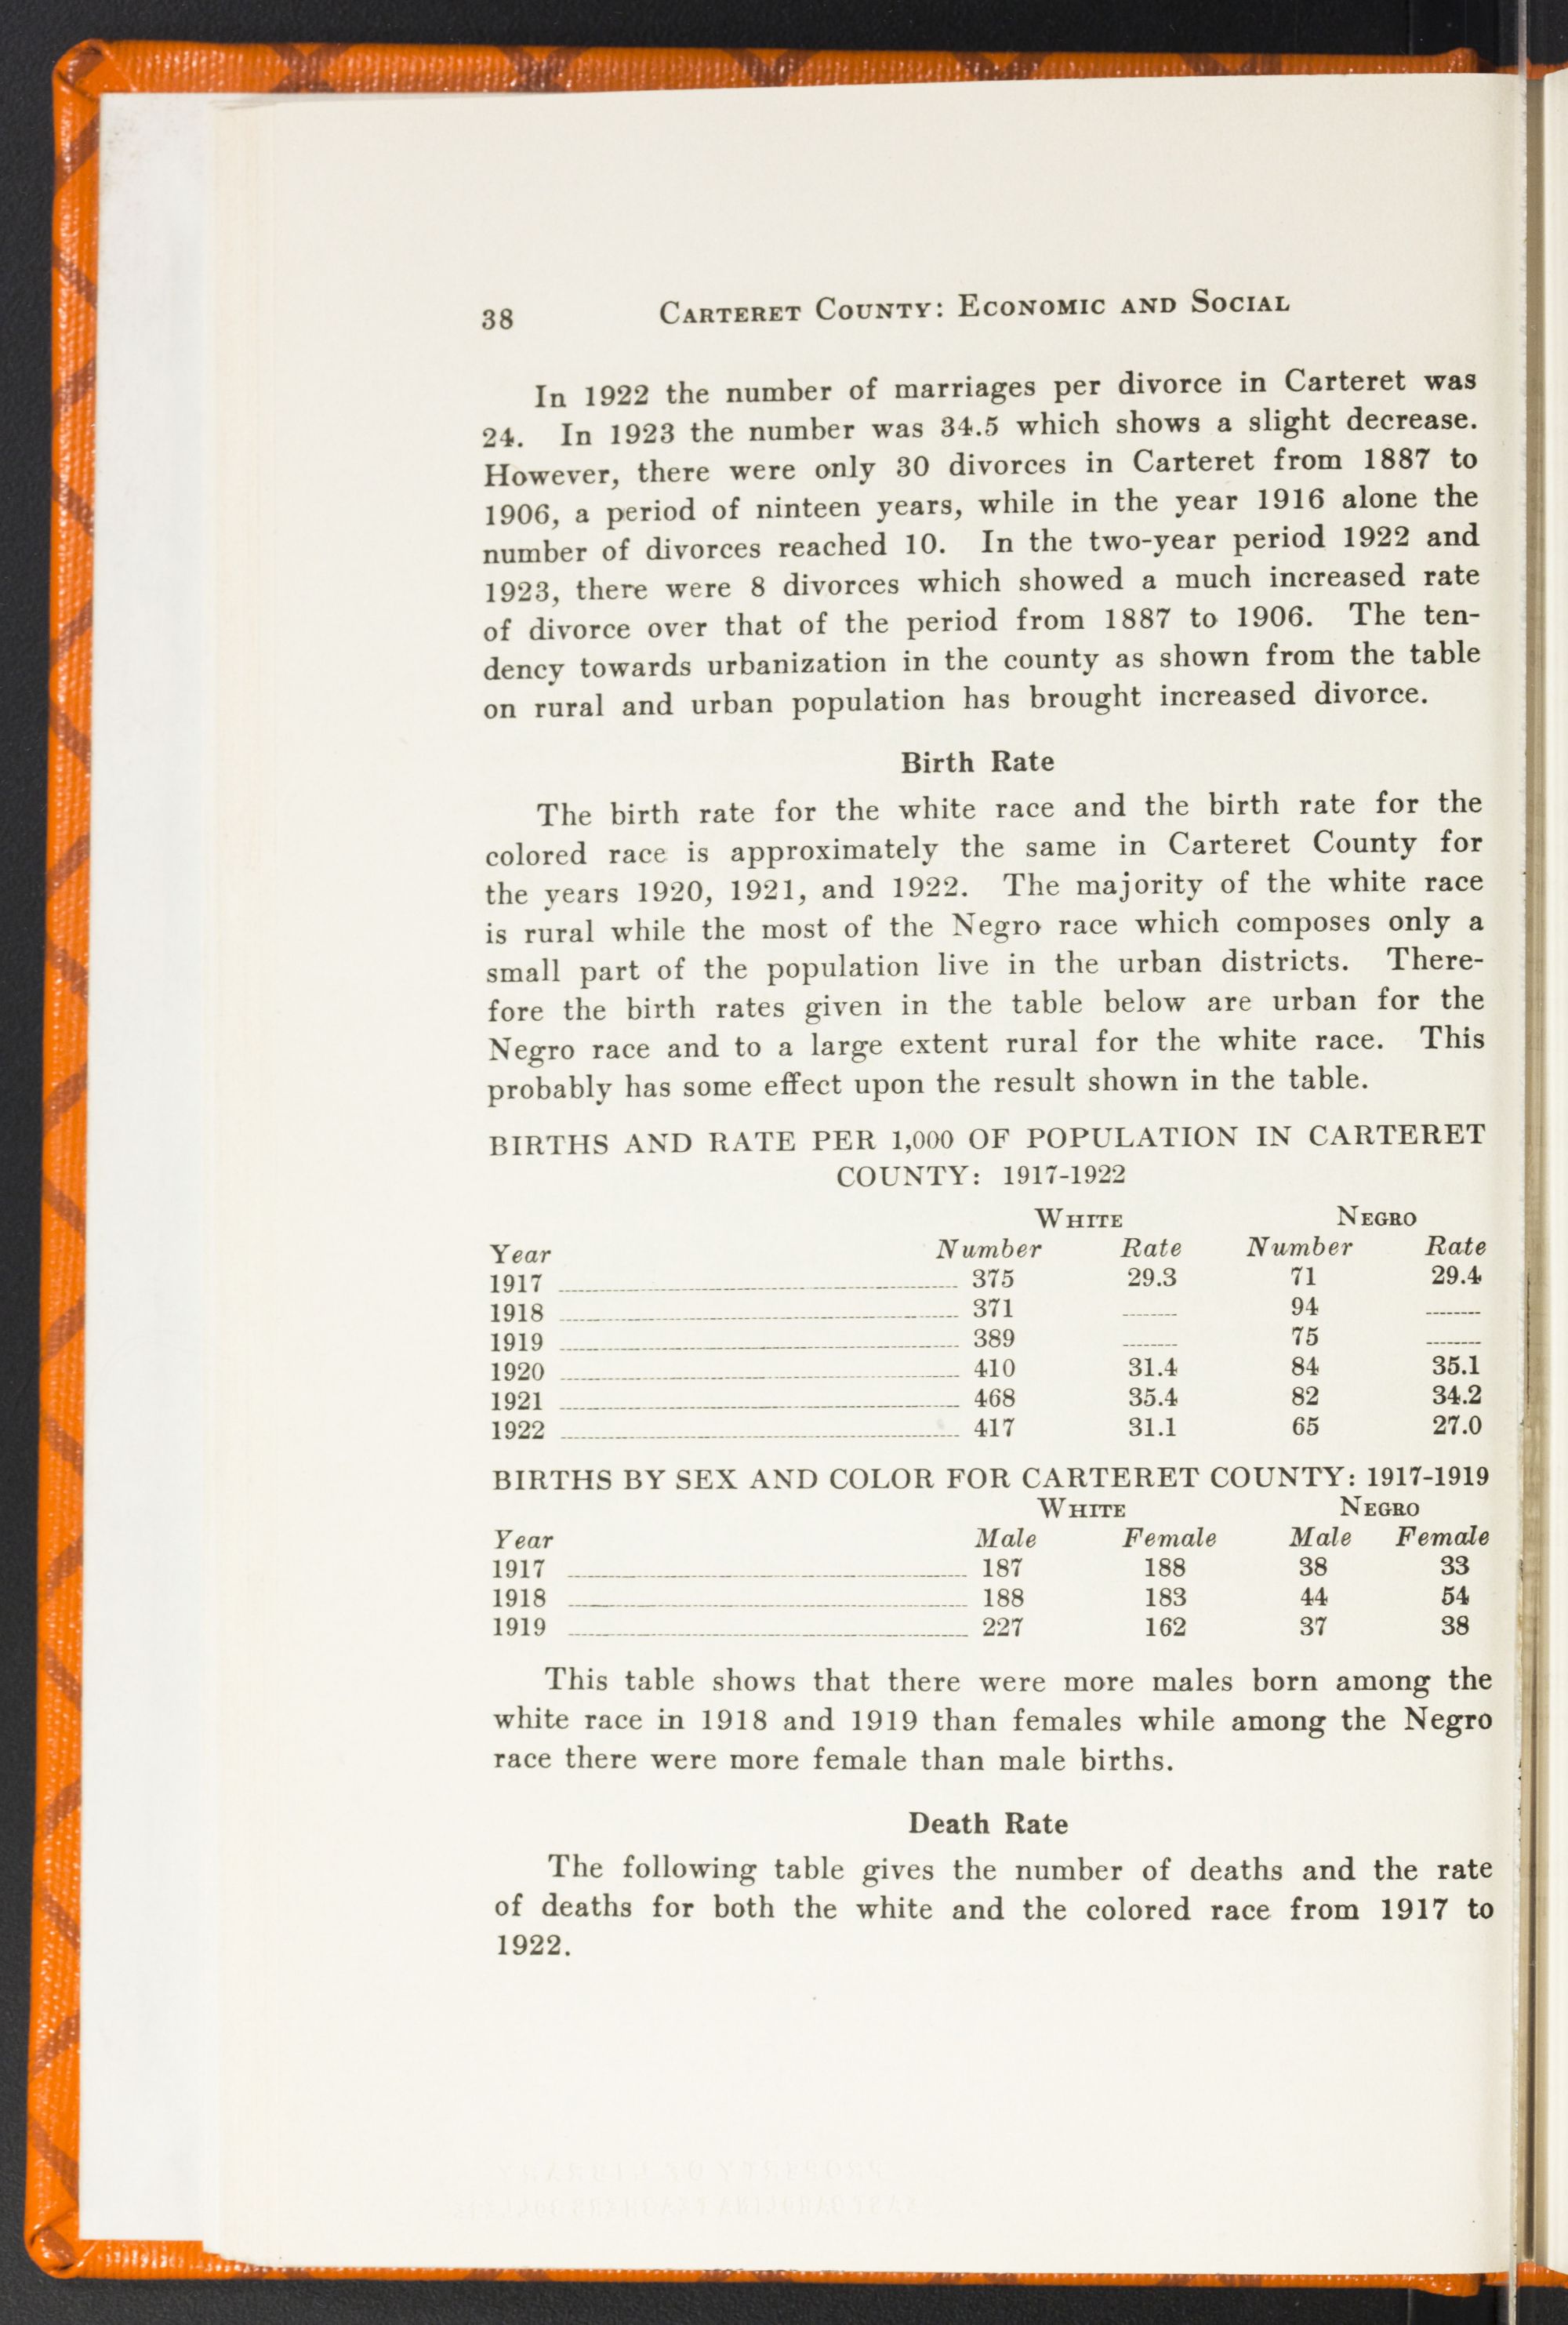 38 CARTERET COUNTY: ECONOMIC AND SOCIAL
In 1922 the number of marriages per divorce in Carteret was
24. In 1923 the number was 34.5 which shows a slight decrease.
However, there were only 30 divorces in Carteret from 1887 to
1906, a period of ninteen years, while in the year 1916 alone the
number of divorces reached 10. In the two-year period 1922 and
1923, there were 8 divorces which showed a much increased rate
of divorce over that of the period from 1887 to 1906. The ten-
dency towards urbanization in the county as shown from the table
on rural and urban population has brought increased divorce.
Birth Rate
The birth rate for the white race and the birth rate for the
colored race is approximately the same in Carteret County for
the years 1920, 1921, and 1922. The majority of the white race
is rural while the most of the Negro race which composes only a
small part of the population live in the urban districts. There-
fore the birth rates given in the table below are urban for the
Negro race and to a large extent rural for the white race. This
probably has some effect upon the result shown in the table.
BIRTHS AND RATE PER 1,000 OF POPULATION IN CARTERET
COUNTY: 1917-1922
WHITE NEGRO
Year Number Rate Number Rate
1917 375 29.3 71 29.4
1918 371 -------- 94 --------
1919 389 -------- 75 --------
1920 410 31.4 84 35.1
1921 468 35.4 82 34.2
1922 417 31.1 65 27.0
BIRTHS BY SEX AND COLOR FOR CARTERET COUNTY: 1917-1919
WHITE NEGRO
Year Male Female Male Female
1917 187 188 38 33
1918 188 183 44 54
1919 227 162 37 38
This table shows that there were more males born among the
white race in 1918 and 1919 than females while among the Negro
race there were more female than male births.
Death Rate
The following table gives the number of deaths and the rate
of deaths for both the white and the colored race from 1917 to
1922.